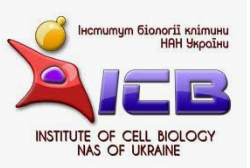 Інститут біології клітини
НАН України
ICB
INSTITUTE OF CELL BIOLOGY
NAS OF UKRAINE